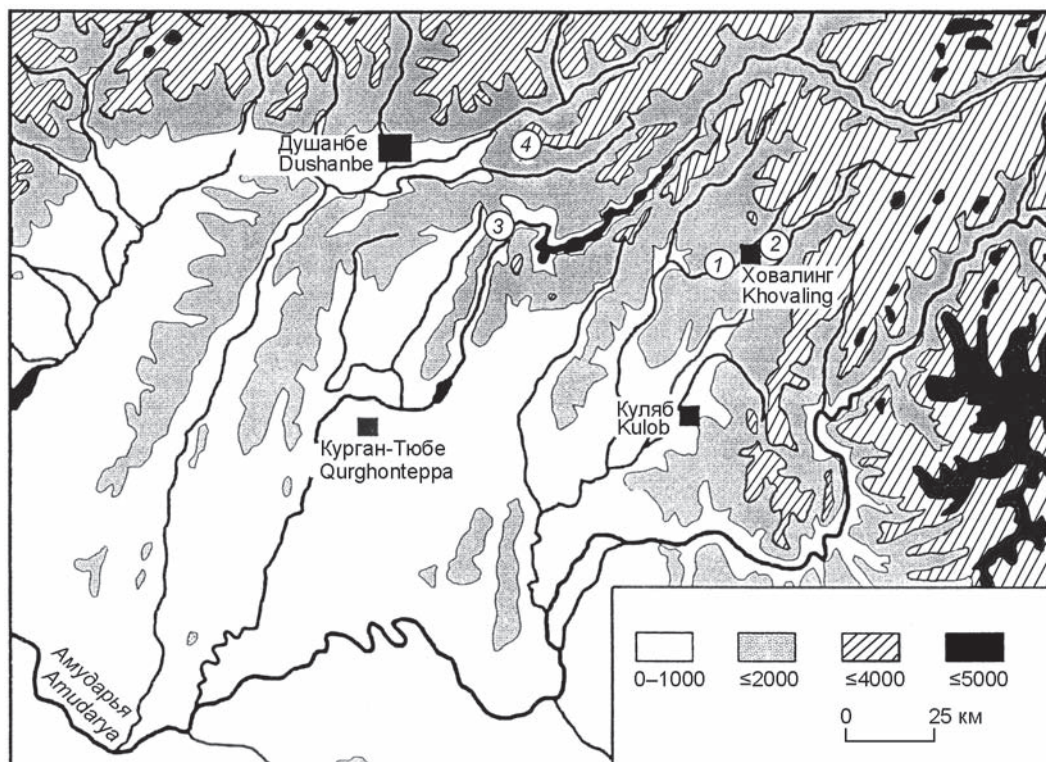 Душанбе
Dushanbe
4
3
2
1
Ховалинг
Khovaling
Куляб
Kulob
Курган-Тюбе
Qurghonteppa
Амударья
Amudarya
0–1000
≤2000
≤4000
≤5000
0
25 км